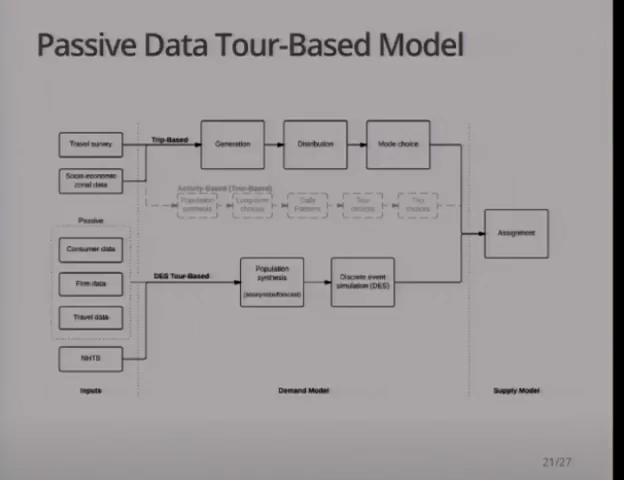 Passive Data Tour-Based Model
Travel survey
Trip-Based
Generation
Distribution
Mode choice
Socio-economic
zonal data
Activity-Based (Tour-Based)
Population
synthesis
Long-term
choices
Daily
Patterns
Tour
choices
Trip
choices
Passive
Consumer data
Firm data
Travel data
NHTS
DES Tour-Based
Population
synthesis
Discrete event
simulation (DES)
Assignment
Inputs
Demand Model
Supply Model
21/27